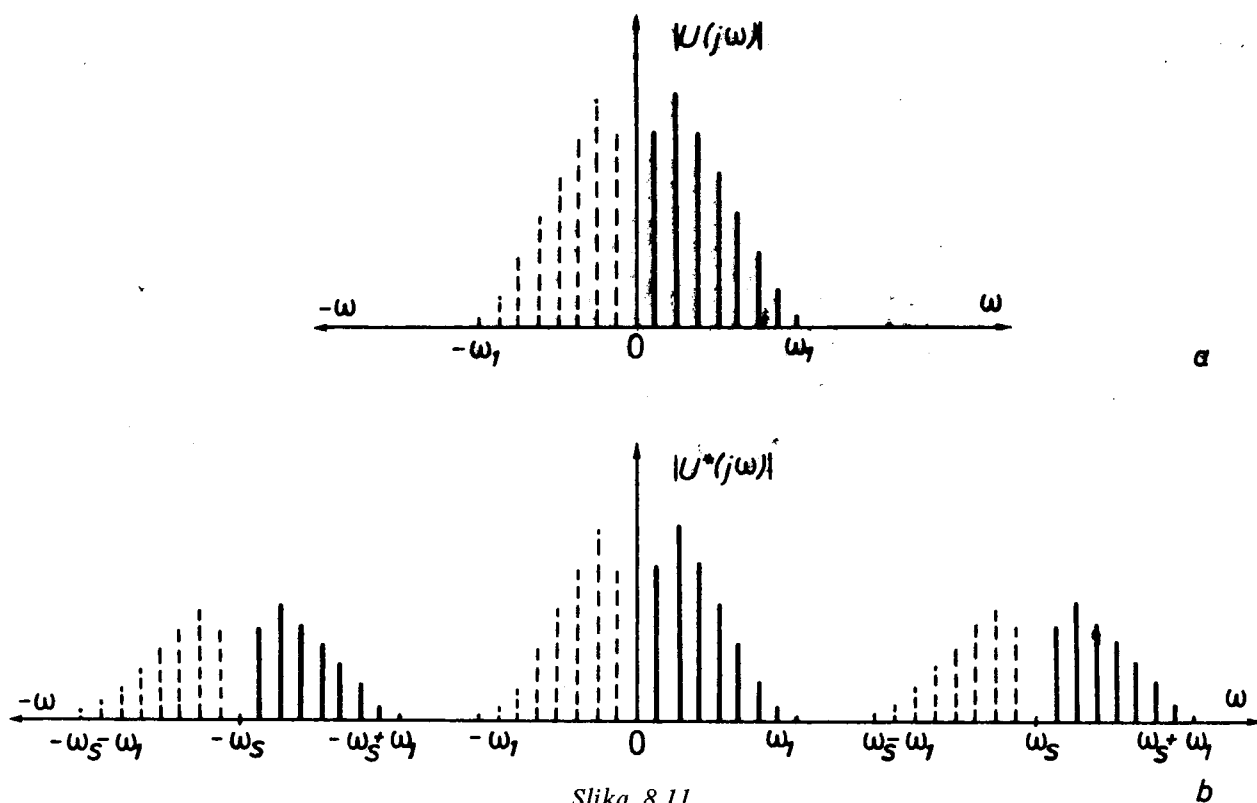 |U(jω)|
-ω ω
-ω₁ 0 ω₁
a
|U*(jω)|
-ω ω
-ωₛ-ω₁ -ωₛ -ωₛ+ω₁ -ω₁ 0 ω₁ ωₛ-ω₁ ωₛ ωₛ+ω₁
Slika 8.11
b